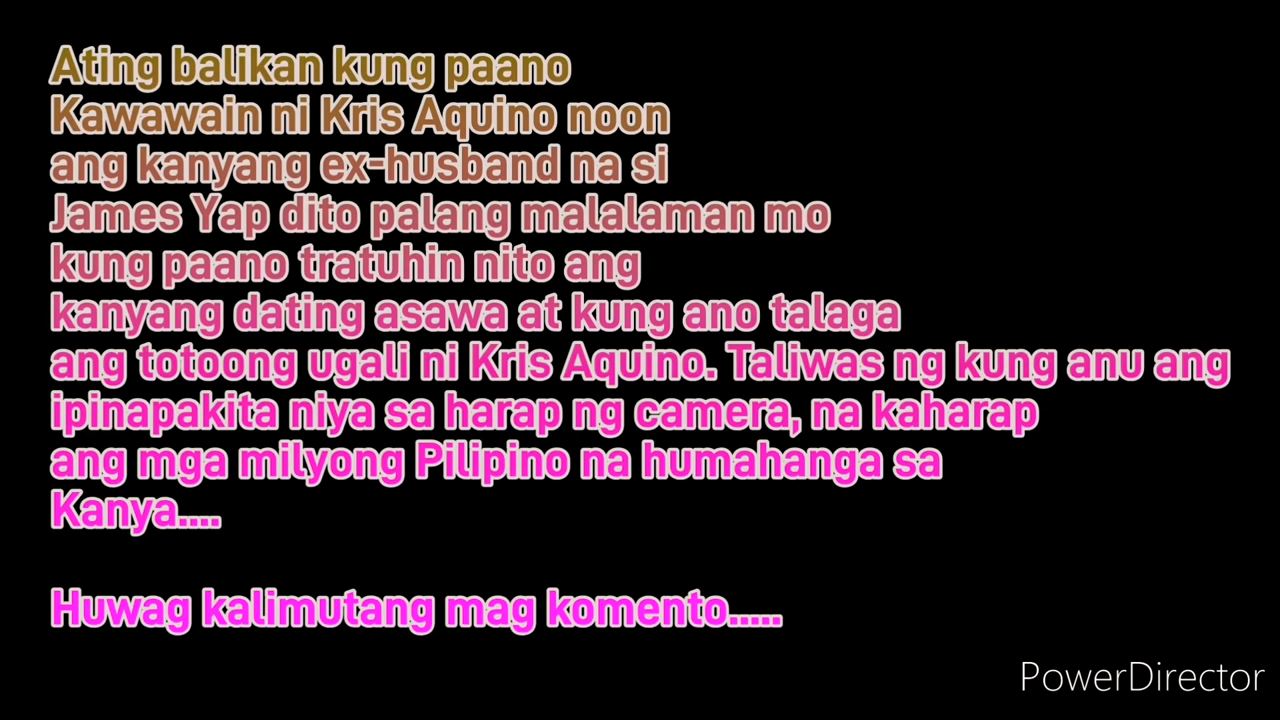 Ating balikan kung paano
Kawawain ni Kris Aquino noon
ang kanyang ex-husband na si
James Yap dito palang malalaman mo
kung paano tratuhin nito ang
kanyang dating asawa at kung ano talaga
ang totoong ugali ni Kris Aquino. Taliwas ng kung anu ang
ipinapakita niya sa harap ng camera, na kaharap
ang mga milyong Pilipino na humahanga sa
Kanya....
Huwag kalimutang mag komento.....
PowerDirector